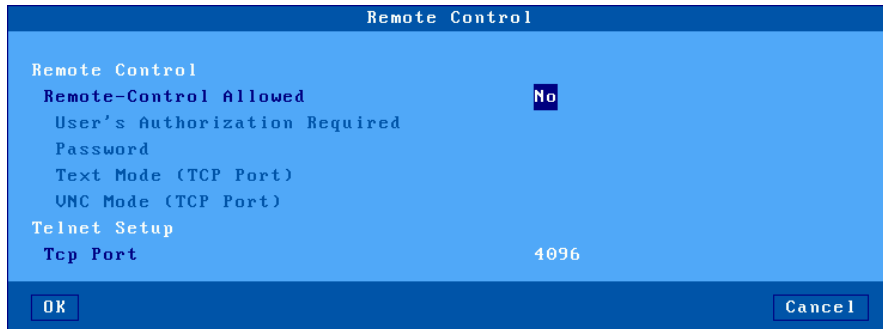 Remote Control
Remote Control
Remote-Control Allowed No
User's Authorization Required
Password
Text Mode (TCP Port)
VNC Mode (TCP Port)
Telnet Setup
Tcp Port 4096
OK Cancel